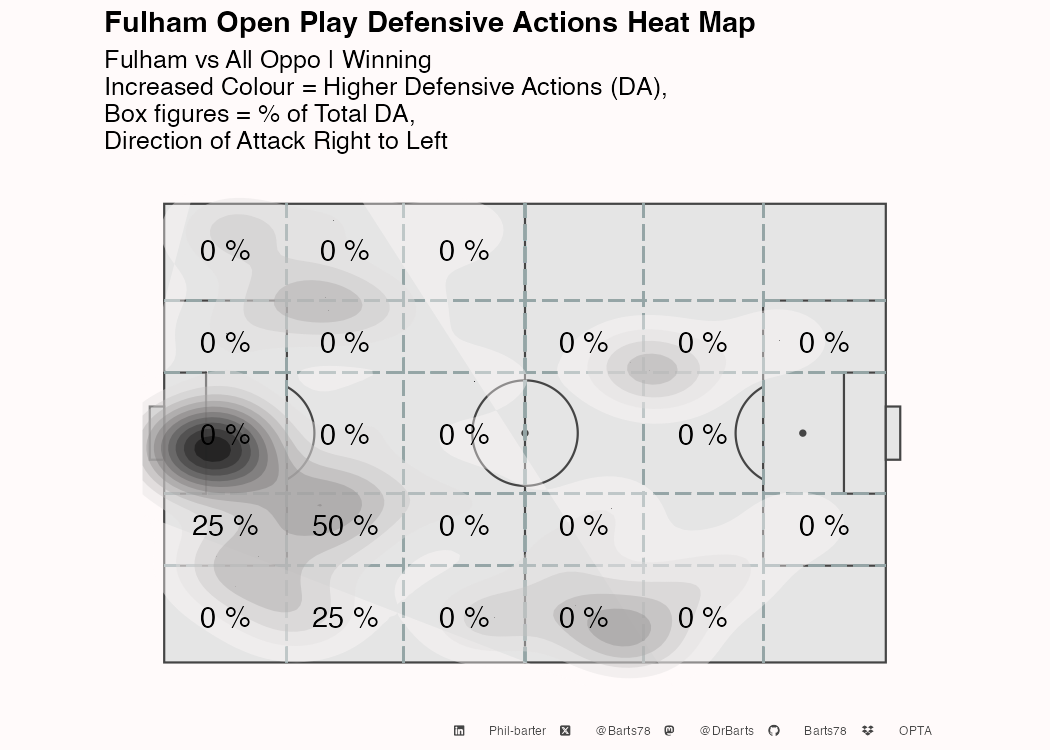 Fulham Open Play Defensive Actions Heat Map
Fulham vs All Oppo | Winning
Increased Colour = Higher Defensive Actions (DA),
Box figures = % of Total DA,
Direction of Attack Right to Left
0 % 0 % 0 %
0 % 0 % 0 % 0 % 0 %
0 % 0 % 0 % 0 %
25 % 50 % 0 % 0 % 0 %
0 % 25 % 0 % 0 % 0 %
Phil-barter @Barts78 @DrBarts Barts78 OPTA